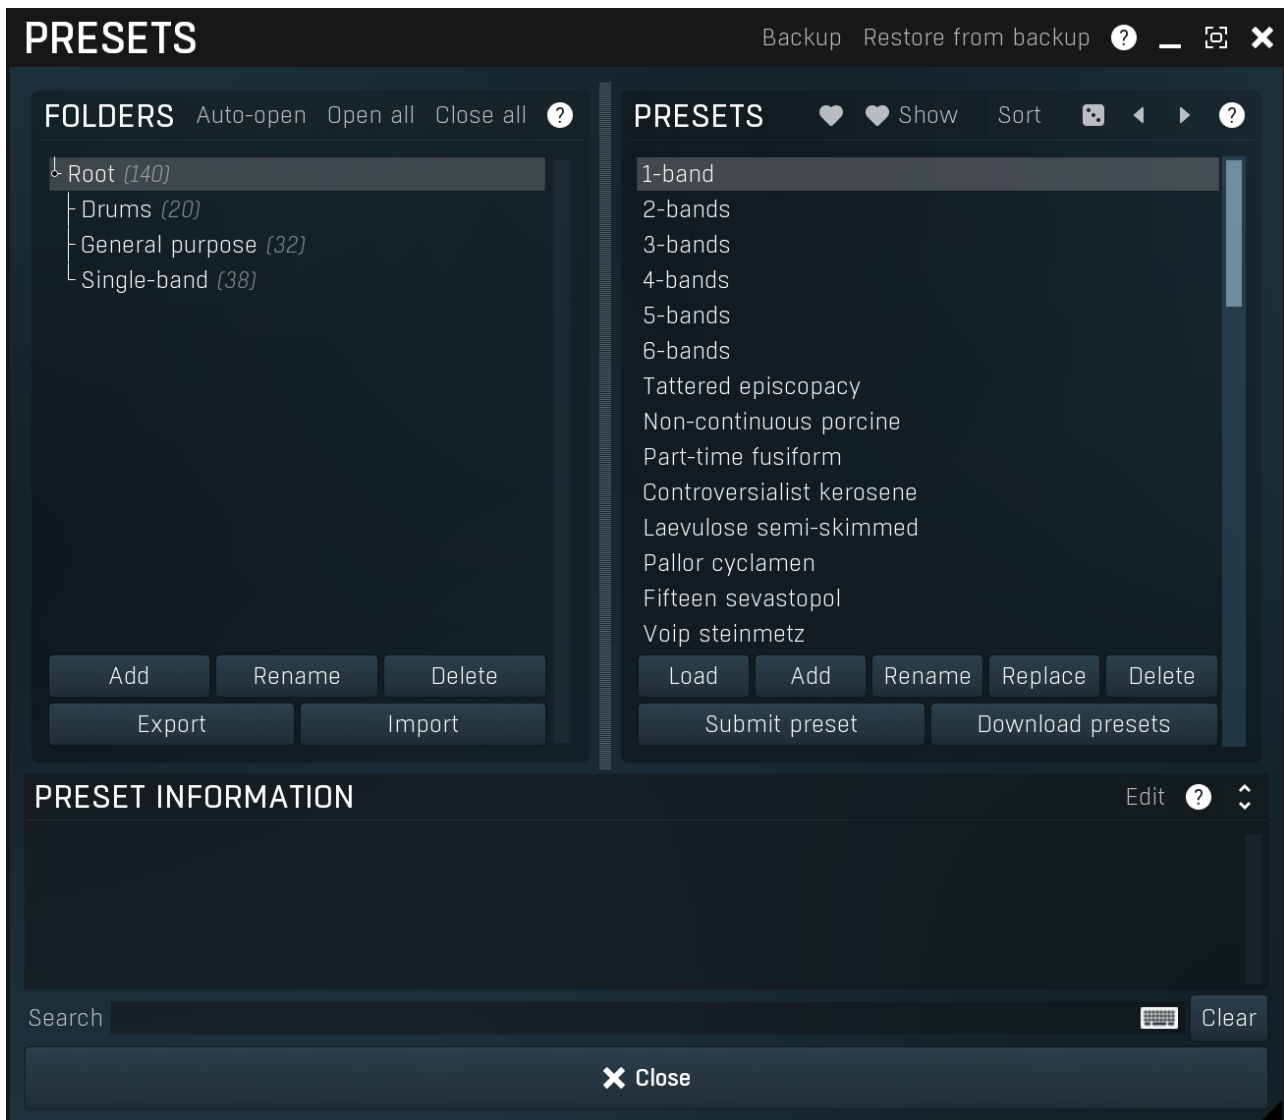 PRESETS Backup Restore from backup ?
FOLDERS Auto-open Open all Close all ?
Root (140)
Drums (20)
General purpose (32)
Single-band (38)
Add Rename Delete
Export Import
PRESETS Show Sort ?
1-band
2-bands
3-bands
4-bands
5-bands
6-bands
Tattered episcopacy
Non-continuous porcine
Part-time fusiform
Controversialist kerosene
Laevulose semi-skimmed
Pallor cyclamen
Fifteen sevastopol
Voip steinmetz
Load Add Rename Replace Delete
Submit preset Download presets
PRESET INFORMATION Edit ?
Search Clear
Close